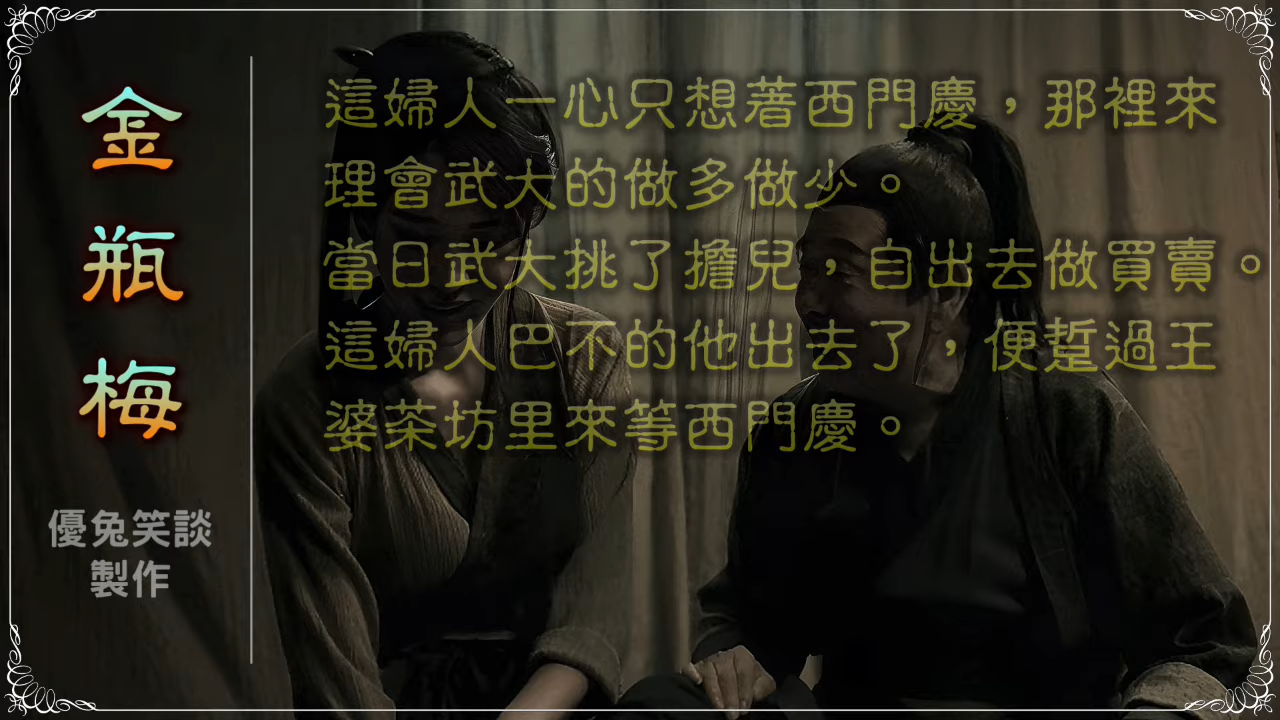 金瓶梅
優兔笑談
製作
這婦人一心只想著西門慶，那裡來
理會武大的做多做少。
當日武大挑了擔兒，自出去做買賣。
這婦人巴不的他出去了，便踅過王
婆茶坊里來等西門慶。